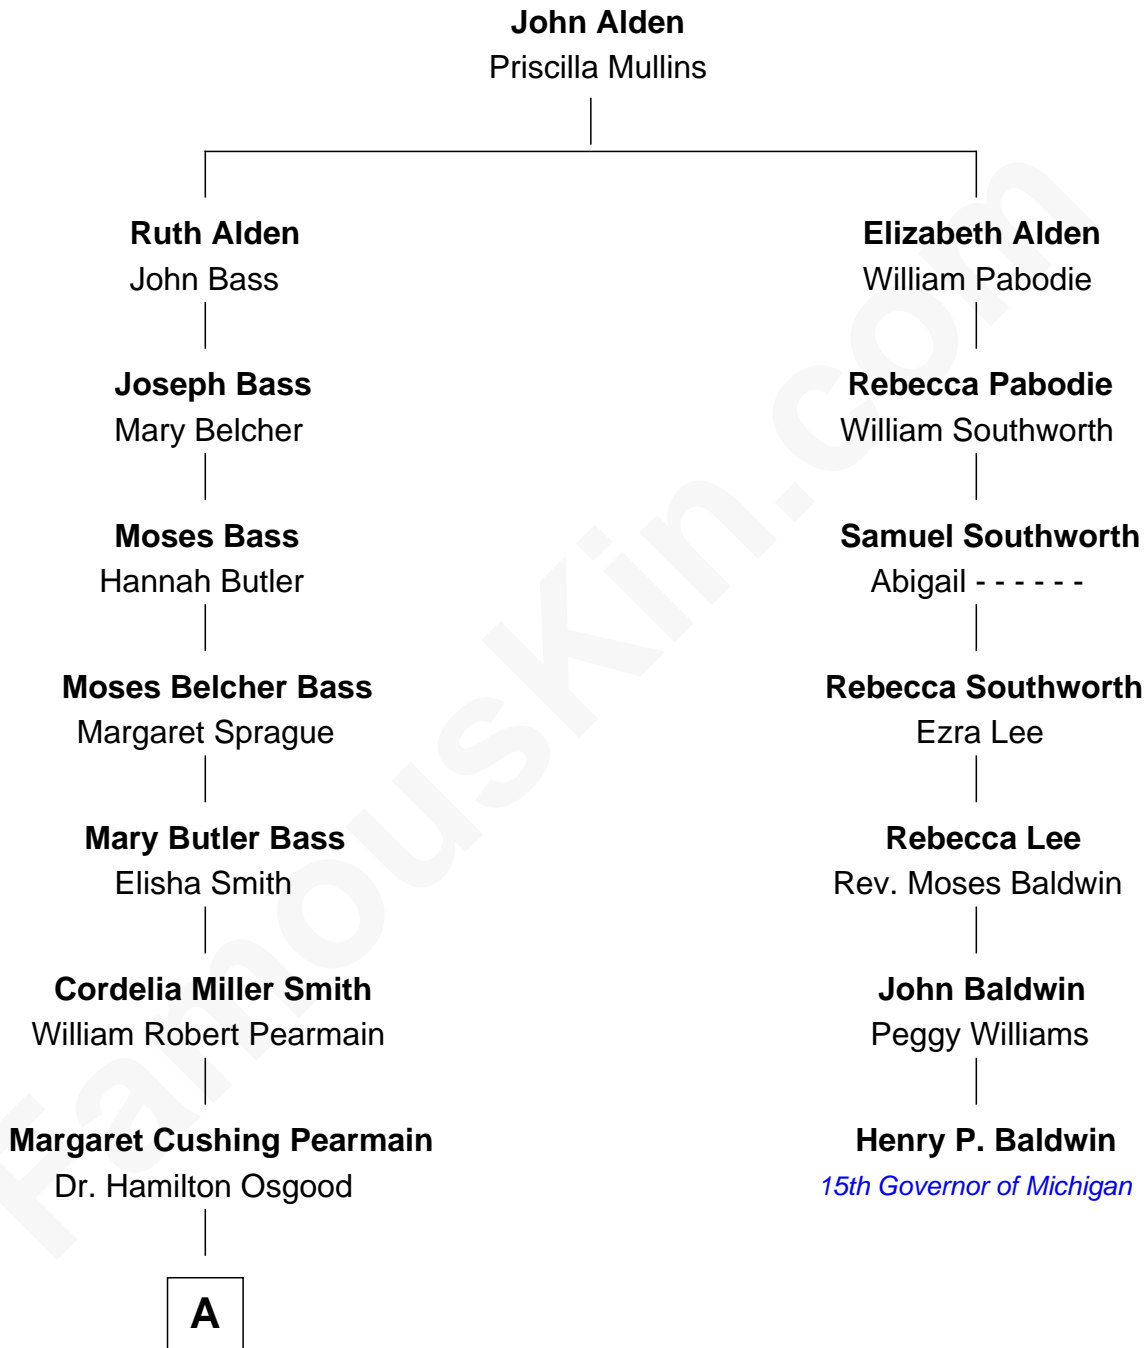 John Alden
Priscilla Mullins
Ruth Alden
John Bass
Elizabeth Alden
William Pabodie
Joseph Bass
Mary Belcher
Rebecca Pabodie
William Southworth
Moses Bass
Hannah Butler
Samuel Southworth
Abigail - - - - - -
Moses Belcher Bass
Margaret Sprague
Rebecca Southworth
Ezra Lee
Mary Butler Bass
Elisha Smith
Rebecca Lee
Rev. Moses Baldwin
Cordelia Miller Smith
William Robert Pearmain
John Baldwin
Peggy Williams
Margaret Cushing Pearmain
Dr. Hamilton Osgood
Henry P. Baldwin
15th Governor of Michigan
A
FamousKin.com